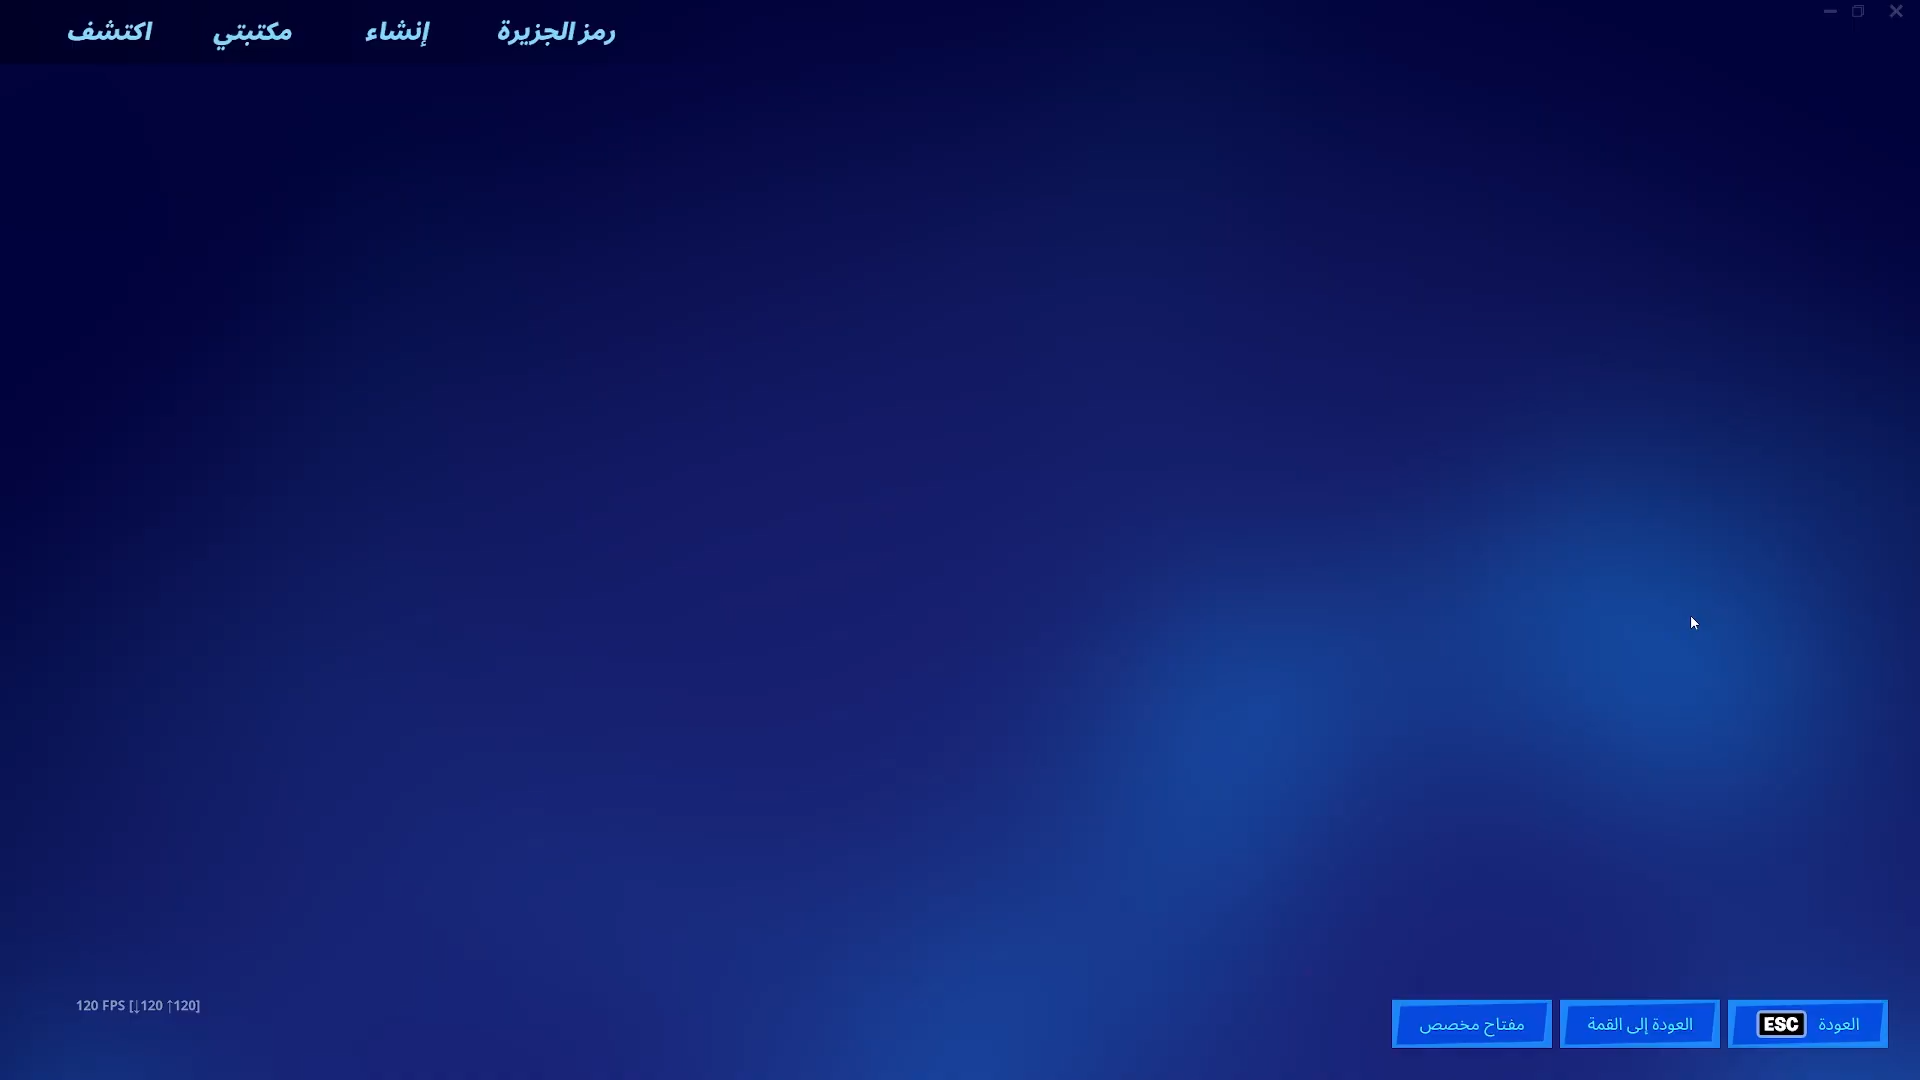 اكتشف
مكتبتي
إنشاء
رمز الجزيرة
120 FPS [↓120 ↑120]
مفتاح مخصص
العودة إلى القمة
العودة ESC